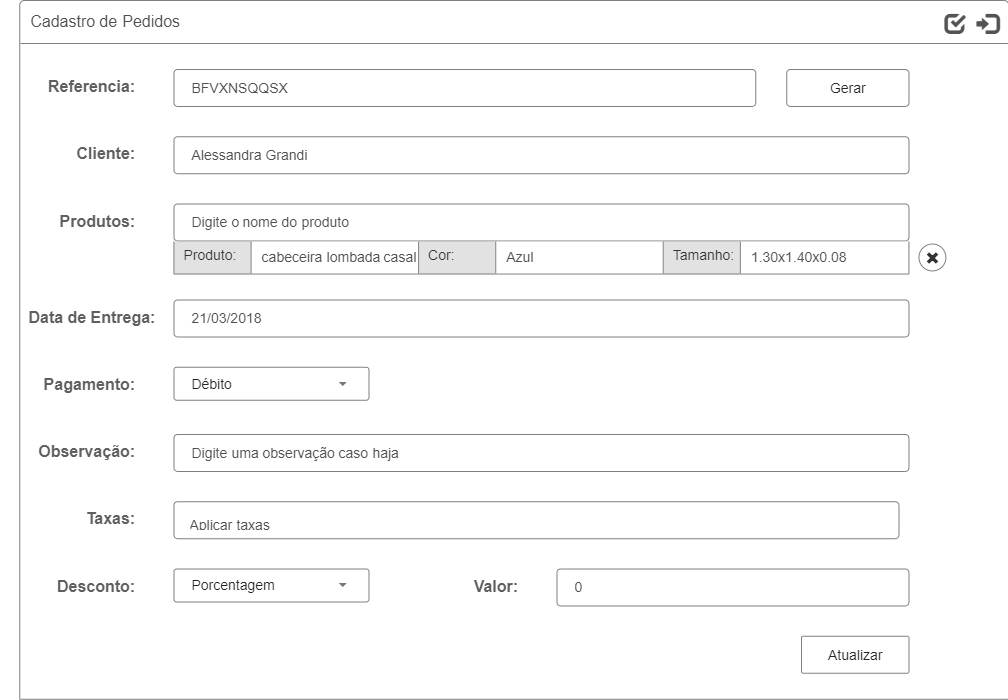 Cadastro de Pedidos
Referencia: BFVXNSQQSX Gerar
Cliente: Alessandra Grandi
Produtos: Digite o nome do produto
Produto: cabeceira lombada casal Cor: Azul Tamanho: 1.30x1.40x0.08
Data de Entrega: 21/03/2018
Pagamento: Débito
Observação: Digite uma observação caso haja
Taxas: Aplicar taxas
Desconto: Porcentagem Valor: 0
Atualizar